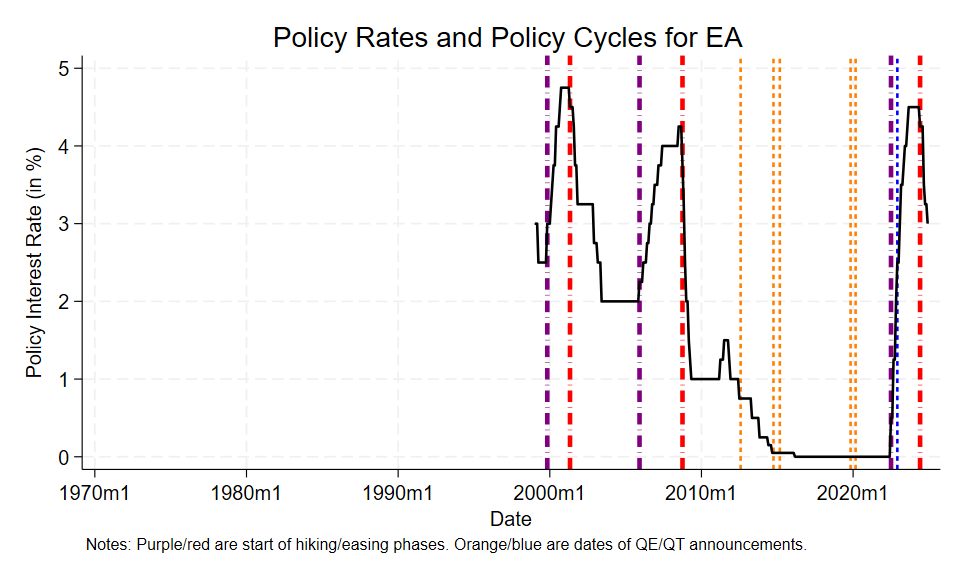 Policy Rates and Policy Cycles for EA
Policy Interest Rate (in %)
5
4
3
2
1
0
1970m1 1980m1 1990m1 2000m1 2010m1 2020m1
Date
Notes: Purple/red are start of hiking/easing phases. Orange/blue are dates of QE/QT announcements.